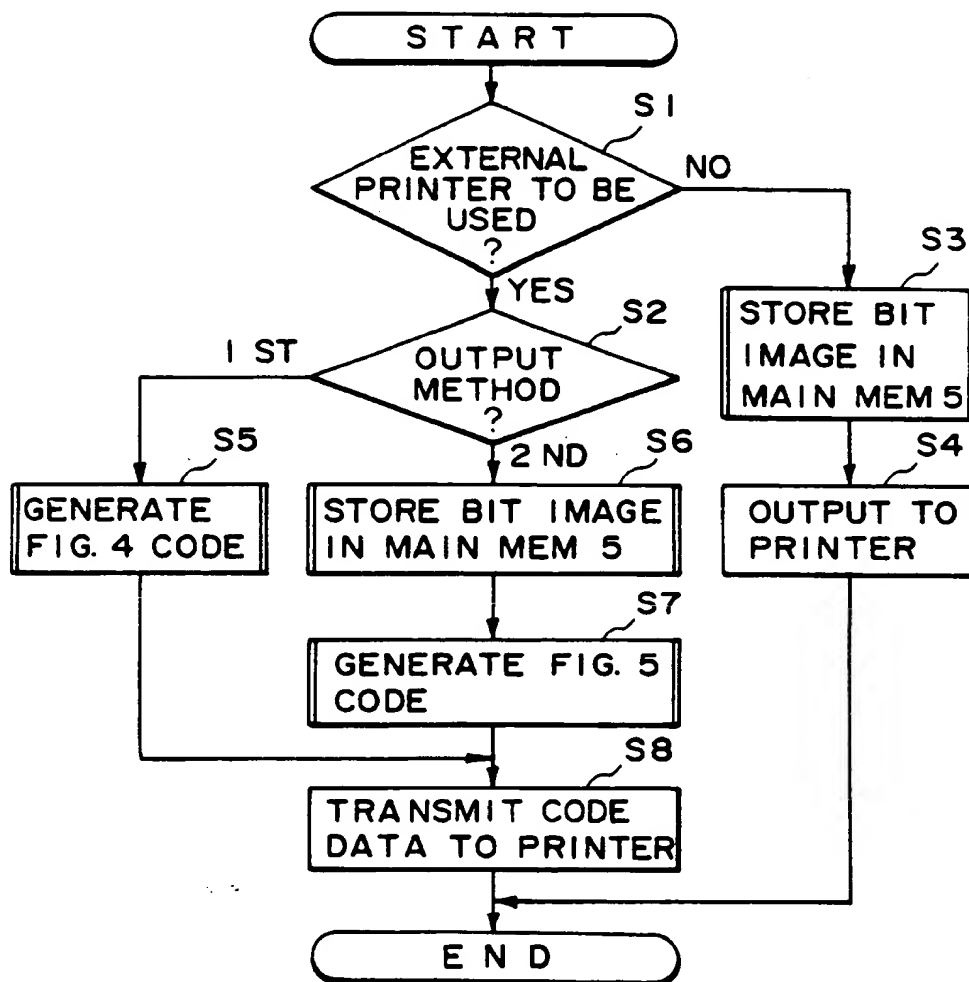 START
S1
EXTERNAL
PRINTER TO BE
USED
?
NO
YES
S3
STORE BIT
IMAGE IN
MAIN MEM 5
S2
1 ST
OUTPUT
METHOD
?
2 ND
S4
OUTPUT TO
PRINTER
S5
GENERATE
FIG. 4 CODE
S6
STORE BIT IMAGE
IN MAIN MEM 5
S7
GENERATE FIG. 5
CODE
S8
TRANSMIT CODE
DATA TO PRINTER
END